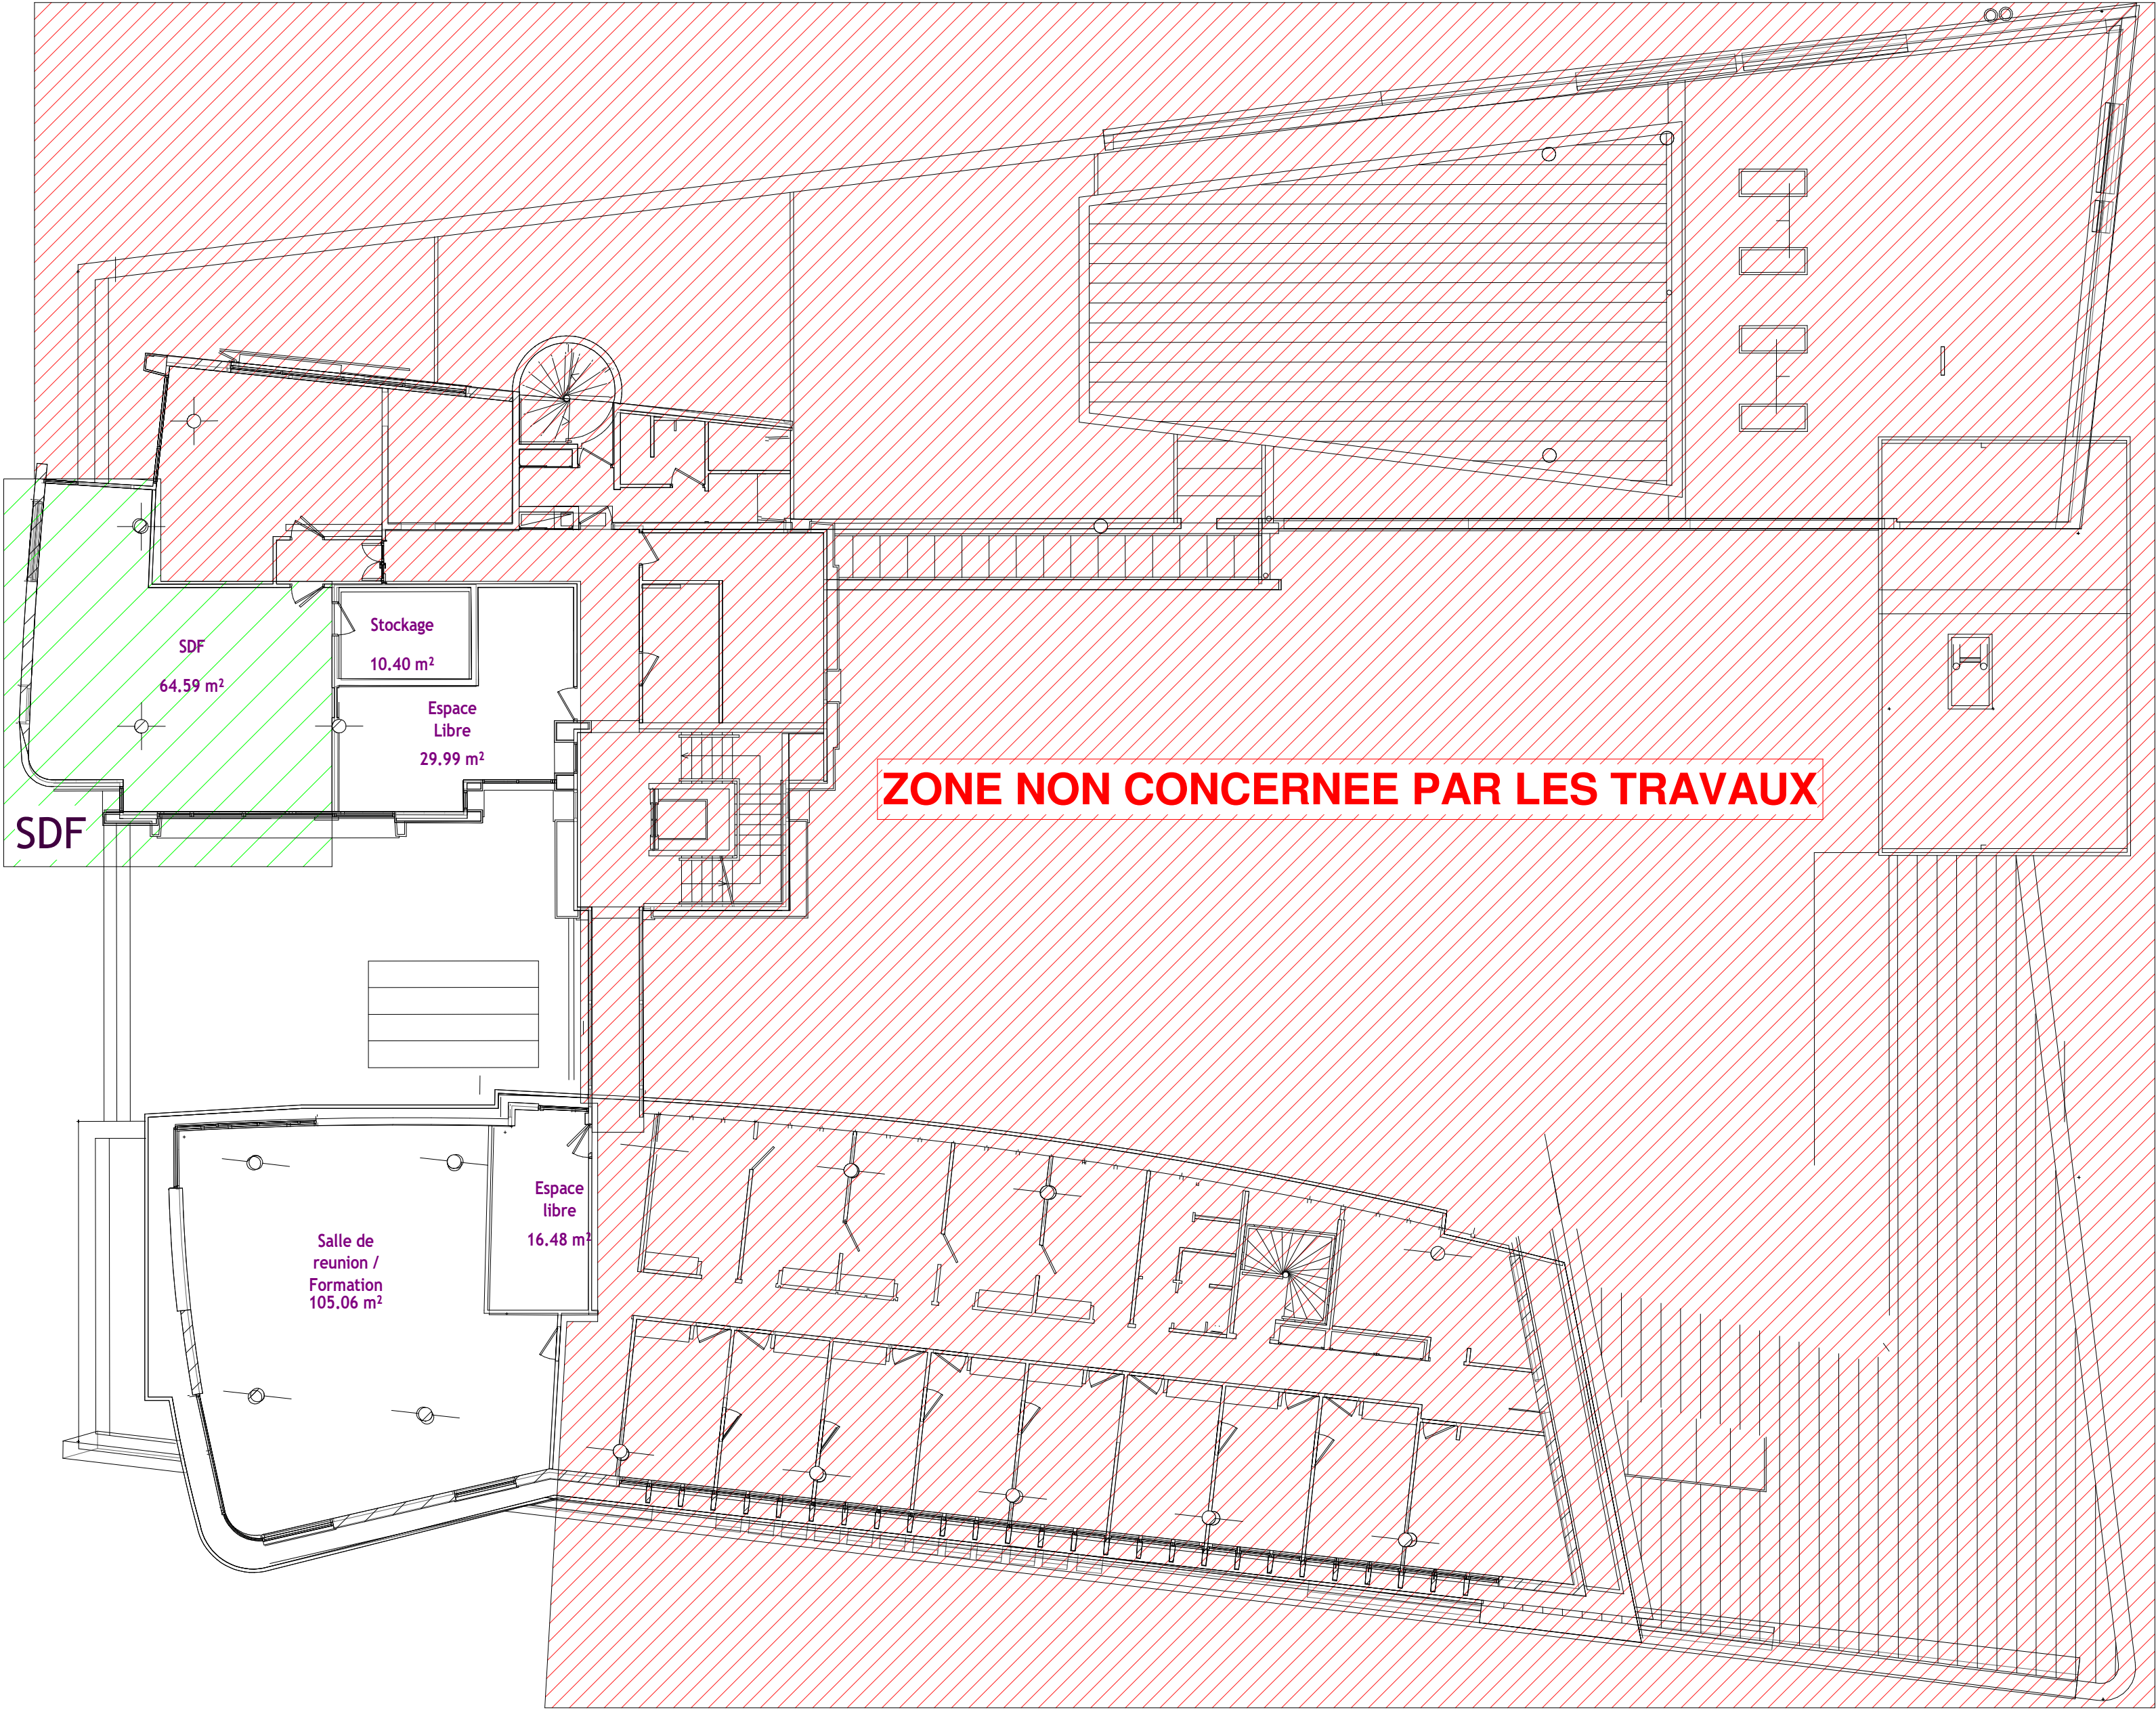 Stockage
10.40 m²
SDF
64.59 m²
Espace
Libre
29.99 m²
SDF
ZONE NON CONCERNEE PAR LES TRAVAUX
Espace
libre
16.48 m²
Salle de
reunion /
Formation
105.06 m²